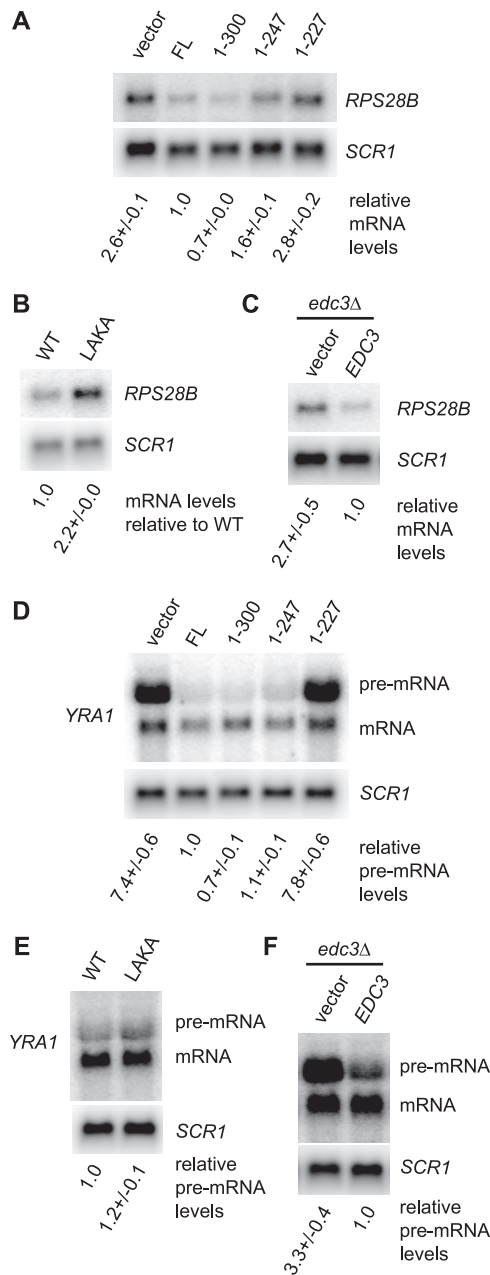 A
vector FL 1-300 1-247 1-227
RPS28B
SCR1
2.6+/-0.1 1.0 0.7+/-0.0 1.6+/-0.1 2.8+/-0.2
relative
mRNA
levels
B
WT LAKA
RPS28B
SCR1
1.0 2.2+/-0.0
mRNA levels
relative to WT
C
edc3Δ
vector EDC3
RPS28B
SCR1
2.7+/-0.5 1.0
relative
mRNA
levels
D
vector FL 1-300 1-247 1-227
YRA1
pre-mRNA
mRNA
SCR1
7.4+/-0.6 1.0 0.7+/-0.1 1.1+/-0.1 7.8+/-0.6
relative
pre-mRNA
levels
E
WT LAKA
YRA1
pre-mRNA
mRNA
SCR1
1.0 1.2+/-0.1
relative
pre-mRNA
levels
F
edc3Δ
vector EDC3
pre-mRNA
mRNA
SCR1
3.3+/-0.4 1.0
relative
pre-mRNA
levels